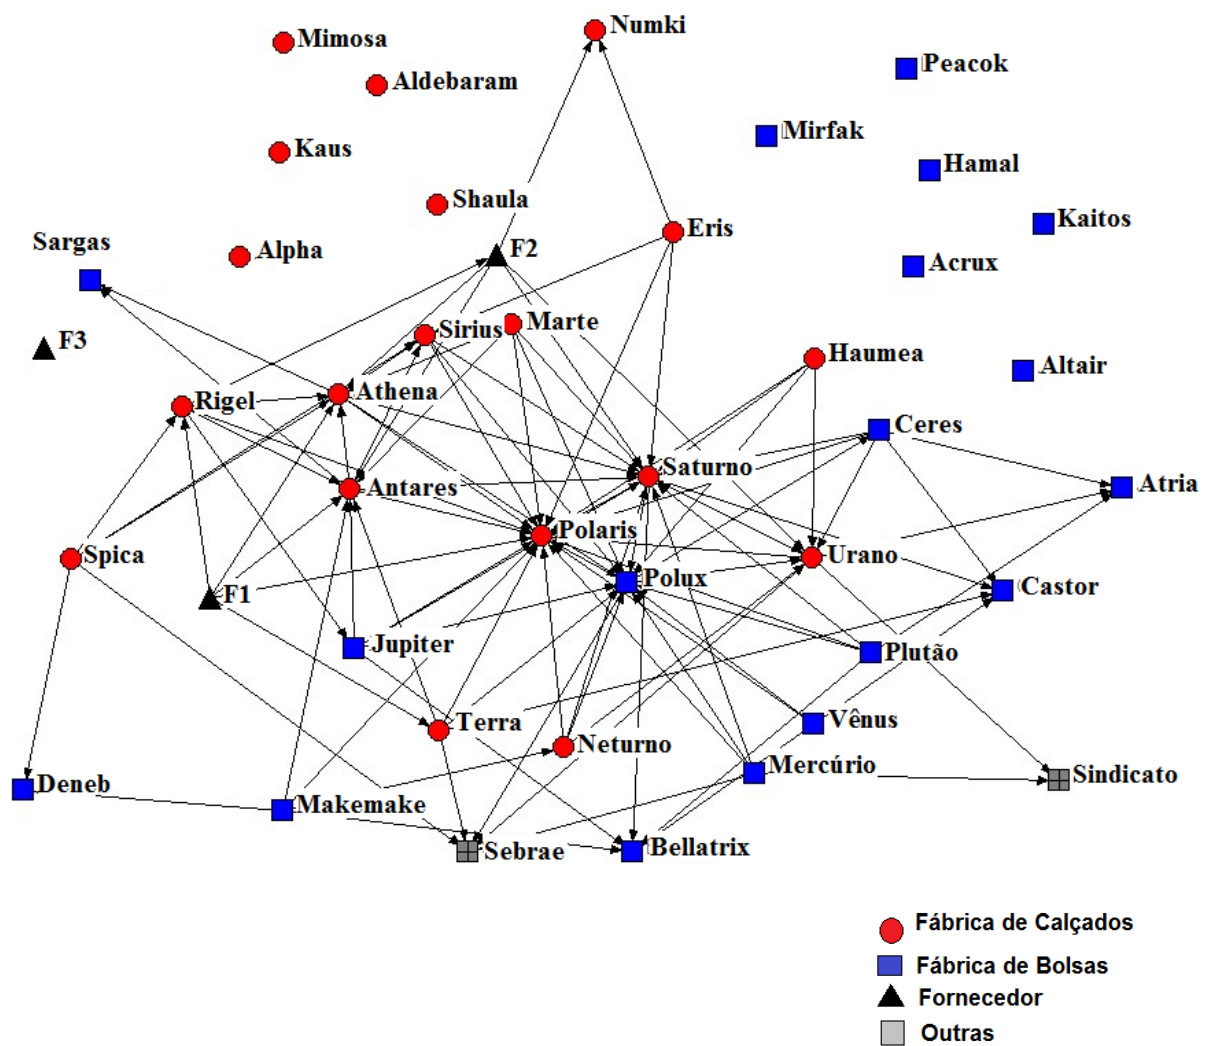 Numki
Mimosa
Peacok
Aldebaram
Mirfak
Kaus
Hamal
Shaula
Kaitos
Eris
Sargas
F2
Alpha
Acrux
Marte
Sirius
F3
Haumea
Altair
Athena
Rigel
Ceres
Saturno
Antares
Atria
Polaris
Spica
Urano
Polux
Castor
F1
Jupiter
Plutão
Terra
Vênus
Neturno
Mercúrio
Sindicato
Deneb
Makemake
Sebrae
Bellatrix
Fábrica de Calçados
Fábrica de Bolsas
Fornecedor
Outras